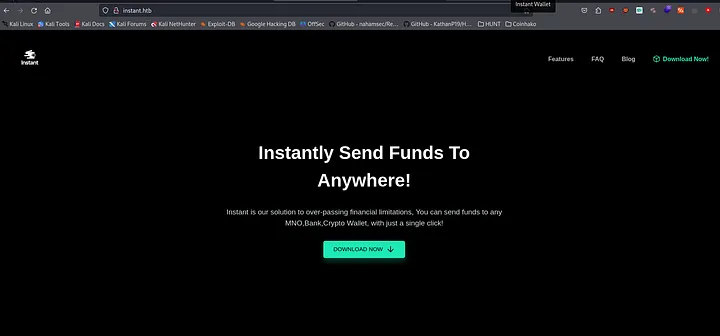 Instant Wallet
instant.htb
Kali Linux Kali Tools Kali Docs Kali Forums Kali NetHunter Exploit-DB Google Hacking DB OffSec GitHub - nahamsec/Re... GitHub - KathanP19/H... HUNT Coinhako
Instant
Features FAQ Blog Download Now!
Instantly Send Funds To
Anywhere!
Instant is our solution to over-passing financial limitations, You can send funds to any
MNO,Bank,Crypto Wallet, with just a single click!
DOWNLOAD NOW